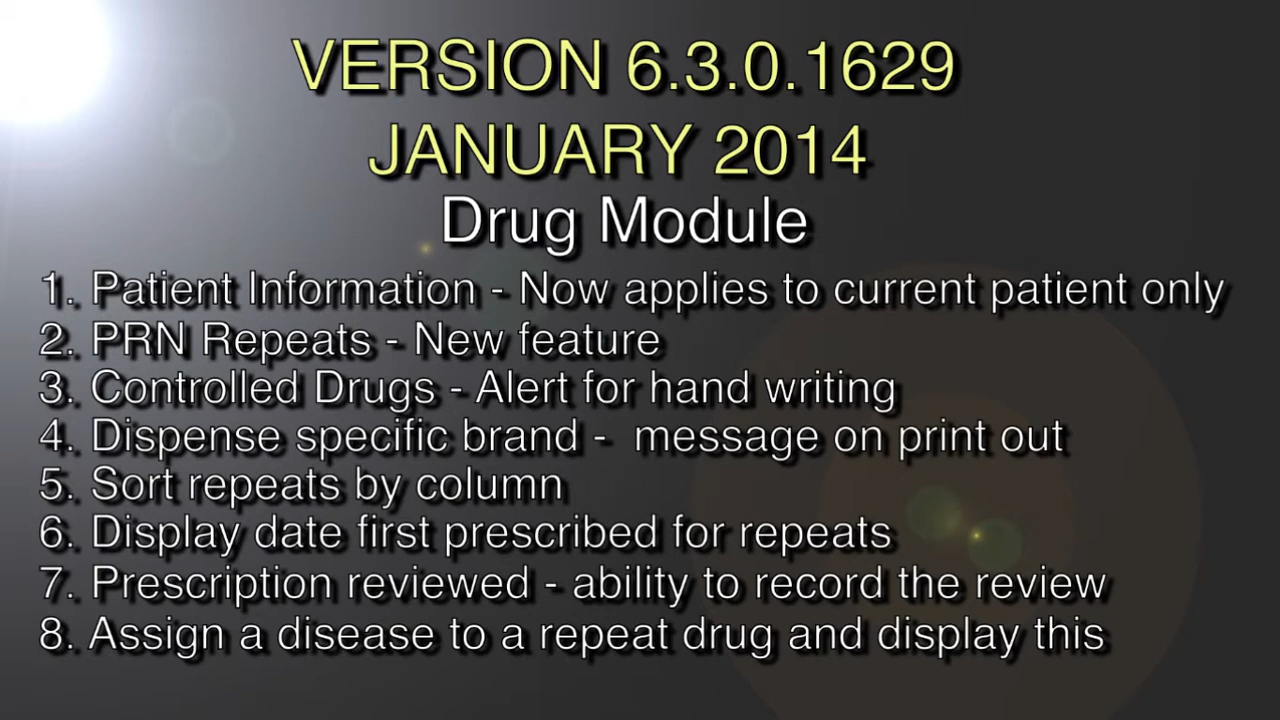 VERSION 6.3.0.1629
JANUARY 2014
Drug Module
1. Patient Information - Now applies to current patient only
2. PRN Repeats - New feature
3. Controlled Drugs - Alert for hand writing
4. Dispense specific brand -  message on print out
5. Sort repeats by column
6. Display date first prescribed for repeats
7. Prescription reviewed - ability to record the review
8. Assign a disease to a repeat drug and display this